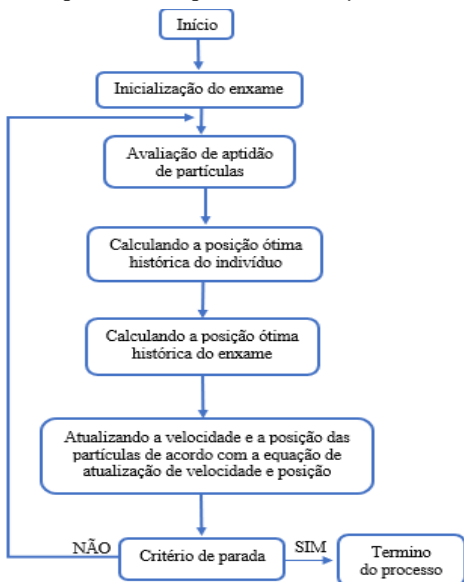 Início
Inicialização do enxame
Avaliação de aptidão
de partículas
Calculando a posição ótima
histórica do indivíduo
Calculando a posição ótima
histórica do enxame
Atualizando a velocidade e a posição das
partículas de acordo com a equação de
atualização de velocidade e posição
NÃO
Critério de parada
SIM
Termino
do processo